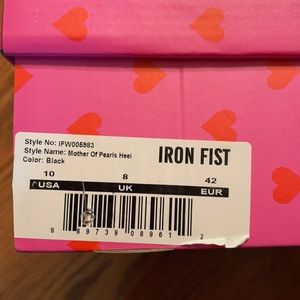 Style No: IFW005983
Style Name: Mother Of Pearls Heel
Color: Black
IRON FIST
10 8 42
USA UK EUR
8 89739 08961 2